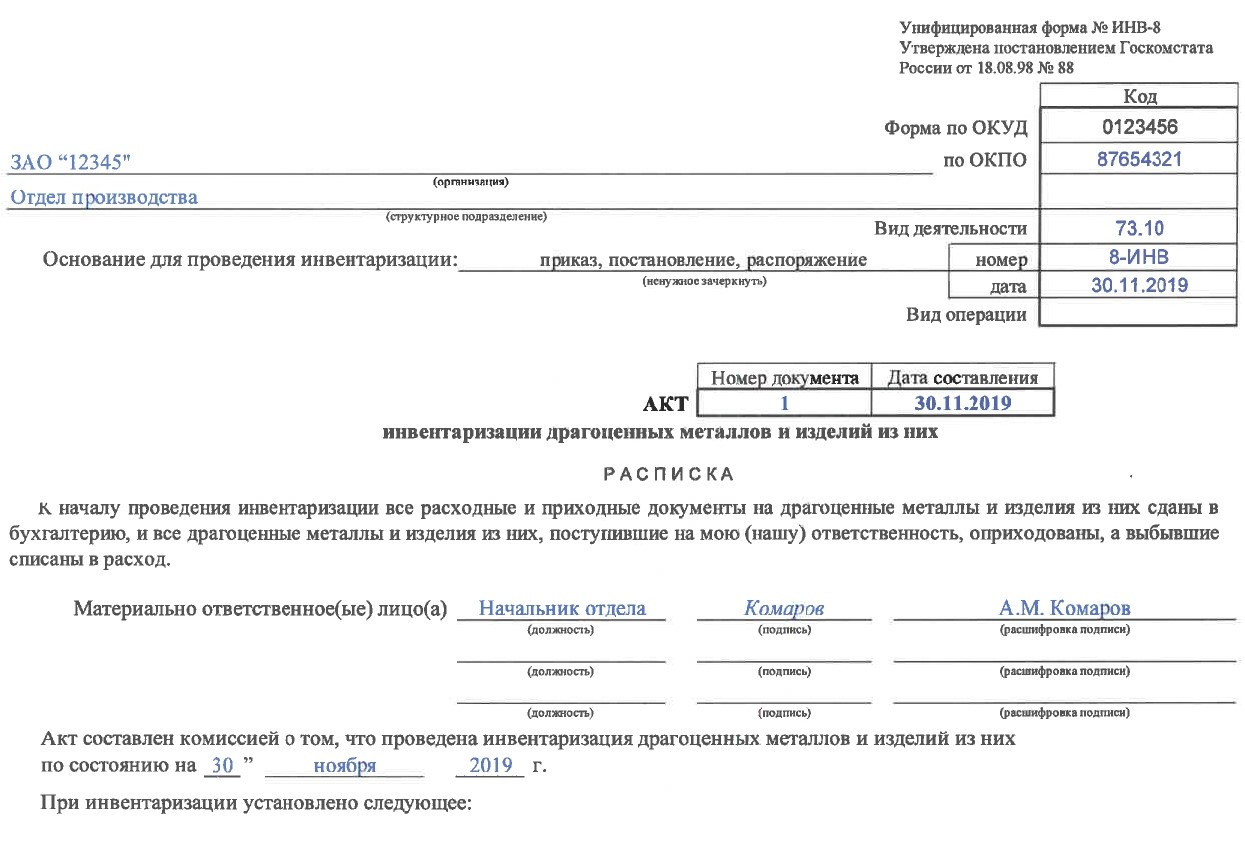 Унифицированная форма № ИНВ-8
Утверждена постановлением Госкомстата
России от 18.08.98 № 88
Код
Форма по ОКУД 0123456
ЗАО “12345" по ОКПО 87654321
(организация)
Отдел производства
(структурное подразделение)
Вид деятельности 73.10
Основание для проведения инвентаризации: приказ, постановление, распоряжение номер 8-ИНВ
(ненужное зачеркнуть)
дата 30.11.2019
Вид операции
Номер документа Дата составления
АКТ 1 30.11.2019
инвентаризации драгоценных металлов и изделий из них
РАСПИСКА
К началу проведения инвентаризации все расходные и приходные документы на драгоценные металлы и изделия из них сданы в
бухгалтерию, и все драгоценные металлы и изделия из них, поступившие на мою (нашу) ответственность, оприходованы, а выбывшие
списаны в расход.
Материально ответственное(ые) лицо(а) Начальник отдела Комаров А.М. Комаров
(должность) (подпись) (расшифровка подписи)
(должность) (подпись) (расшифровка подписи)
(должность) (подпись) (расшифровка подписи)
Акт составлен комиссией о том, что проведена инвентаризация драгоценных металлов и изделий из них
по состоянию на 30 ” ноября 2019 г.
При инвентаризации установлено следующее: